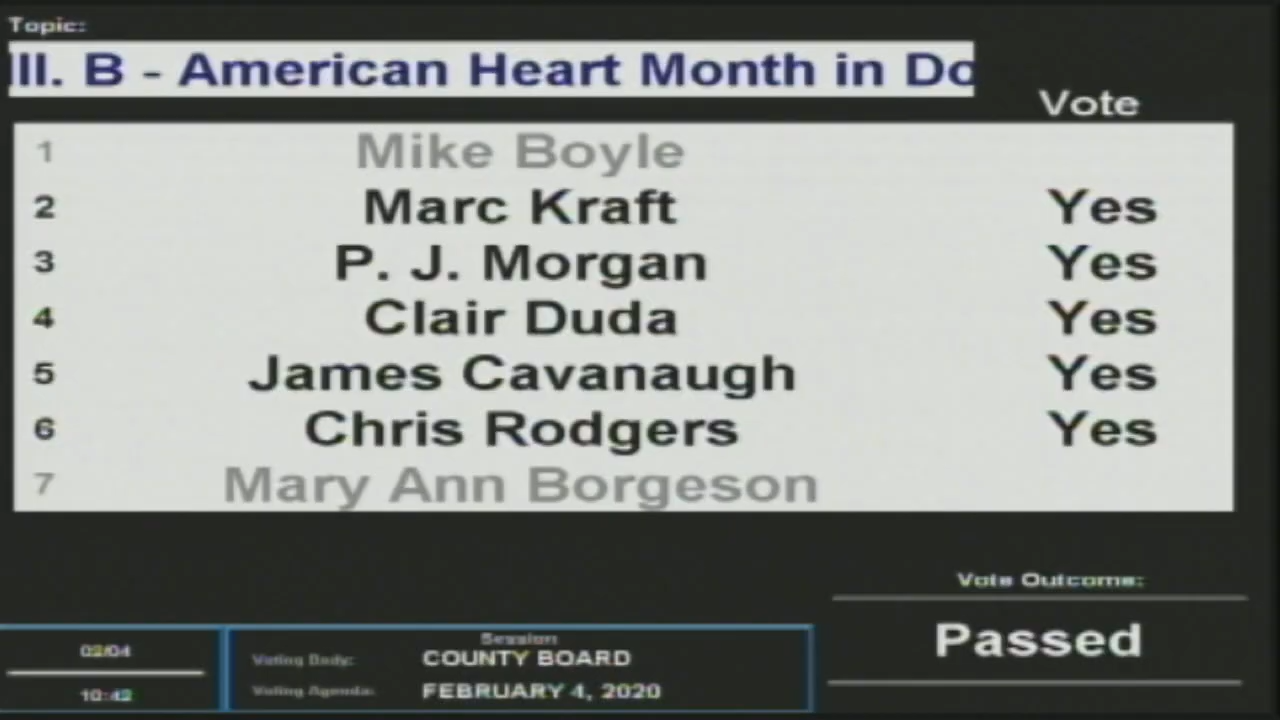 Topic:
III. B - American Heart Month in Do
Vote
1 Mike Boyle
2 Marc Kraft Yes
3 P. J. Morgan Yes
4 Clair Duda Yes
5 James Cavanaugh Yes
6 Chris Rodgers Yes
7 Mary Ann Borgeson
Vote Outcome:
Passed
02/04
10:42
Session
Voting Body: COUNTY BOARD
Voting Agenda: FEBRUARY 4, 2020